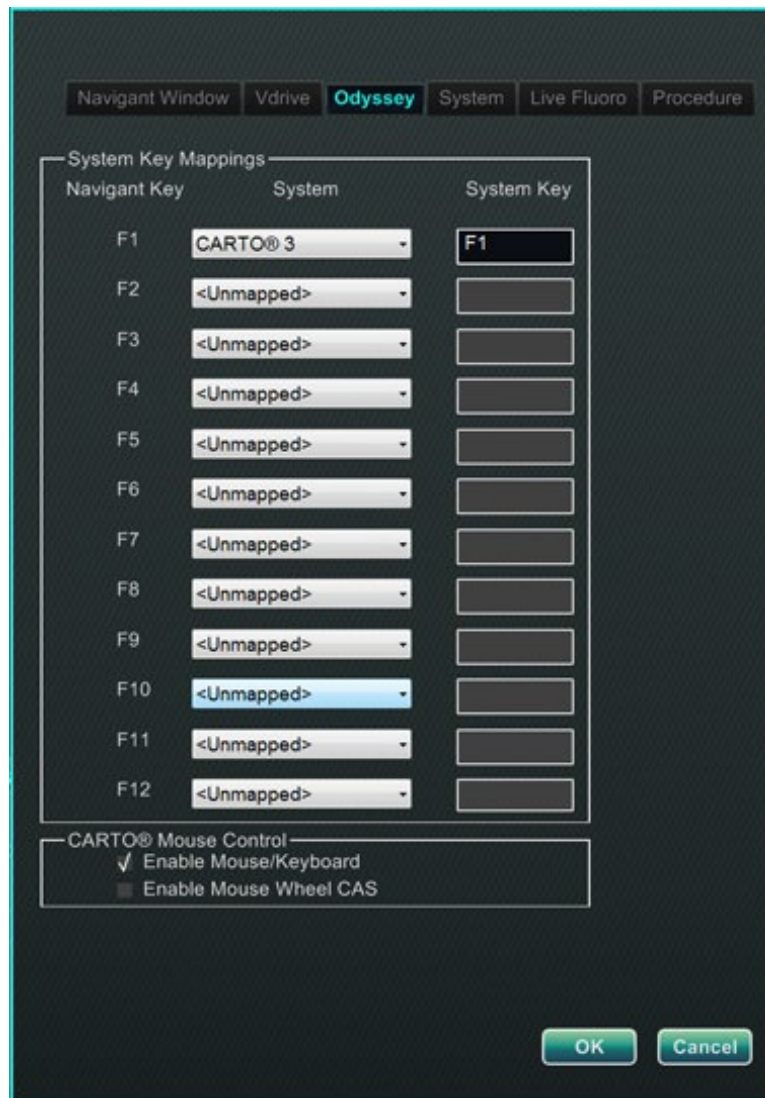 Navigant Window Vdrive Odyssey System Live Fluoro Procedure
System Key Mappings
Navigant Key System System Key
F1 CARTO® 3 F1
F2 <Unmapped>
F3 <Unmapped>
F4 <Unmapped>
F5 <Unmapped>
F6 <Unmapped>
F7 <Unmapped>
F8 <Unmapped>
F9 <Unmapped>
F10 <Unmapped>
F11 <Unmapped>
F12 <Unmapped>
CARTO® Mouse Control
Enable Mouse/Keyboard
Enable Mouse Wheel CAS
OK Cancel